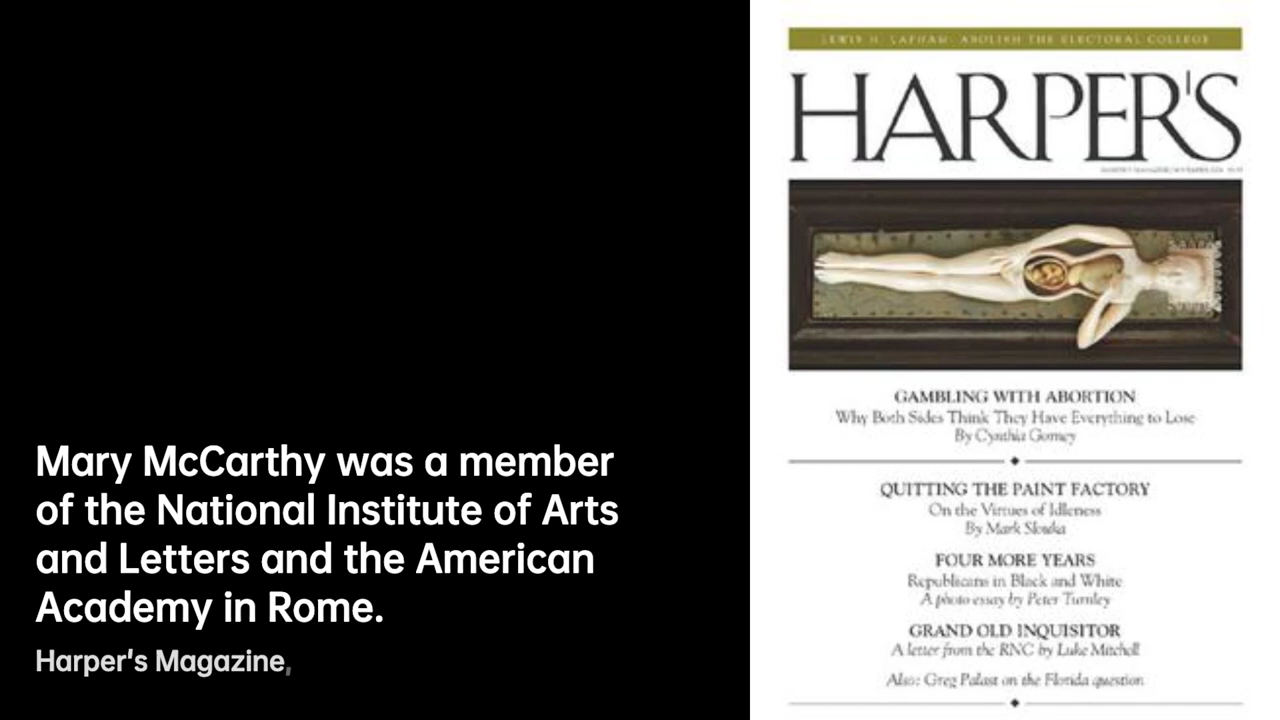 Mary McCarthy was a member
of the National Institute of Arts
and Letters and the American
Academy in Rome.
Harper's Magazine,
LEWIS H. LAPHAM: ABOLISH THE ELECTORAL COLLEGE
HARPER'S
GAMBLING WITH ABORTION
Why Both Sides Think They Have Everything to Lose
By Cynthia Gorney
QUITTING THE PAINT FACTORY
On the Virtues of Idleness
By Mark Slouka
FOUR MORE YEARS
Republicans in Black and White
A photo essay by Peter Turnley
GRAND OLD INQUISITOR
A letter from the RNC by Luke Mitchell
Also: Greg Palast on the Florida question